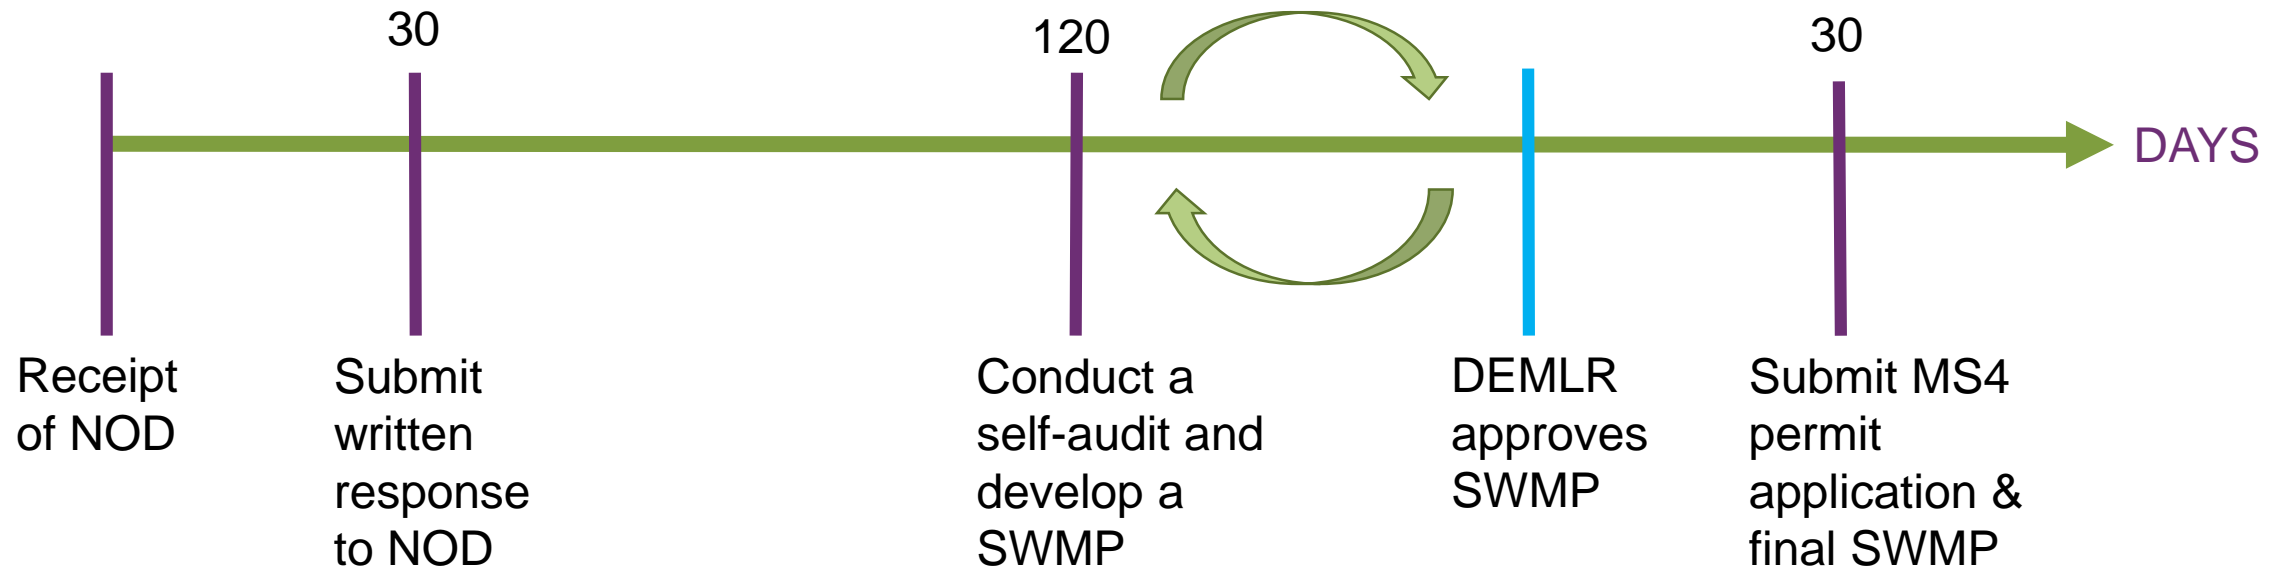 30
120
30
DAYS
Receipt
of NOD
Submit
written
response
to NOD
Conduct a
self-audit and
develop a
SWMP
DEMLR
approves
SWMP
Submit MS4
permit
application &
final SWMP